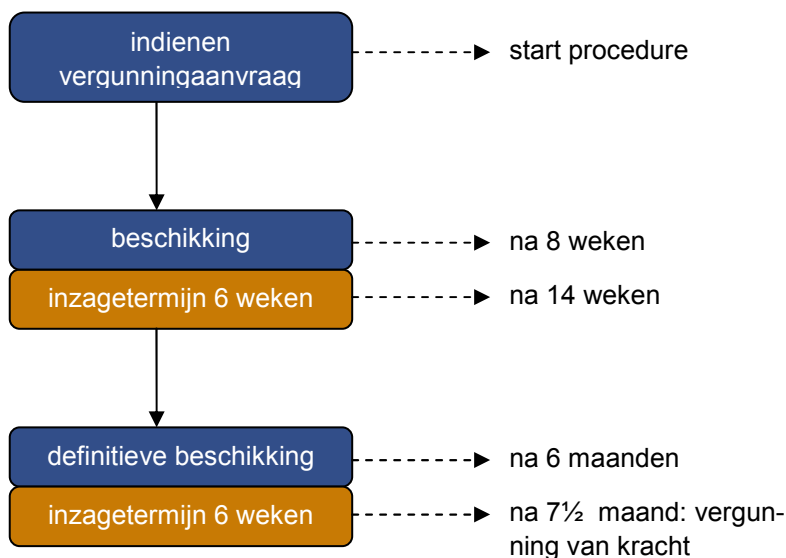 indienen
vergunningaanvraag
start procedure
beschikking
na 8 weken
inzagetermijn 6 weken
na 14 weken
definitieve beschikking
na 6 maanden
inzagetermijn 6 weken
na 7½ maand: vergun-
ning van kracht